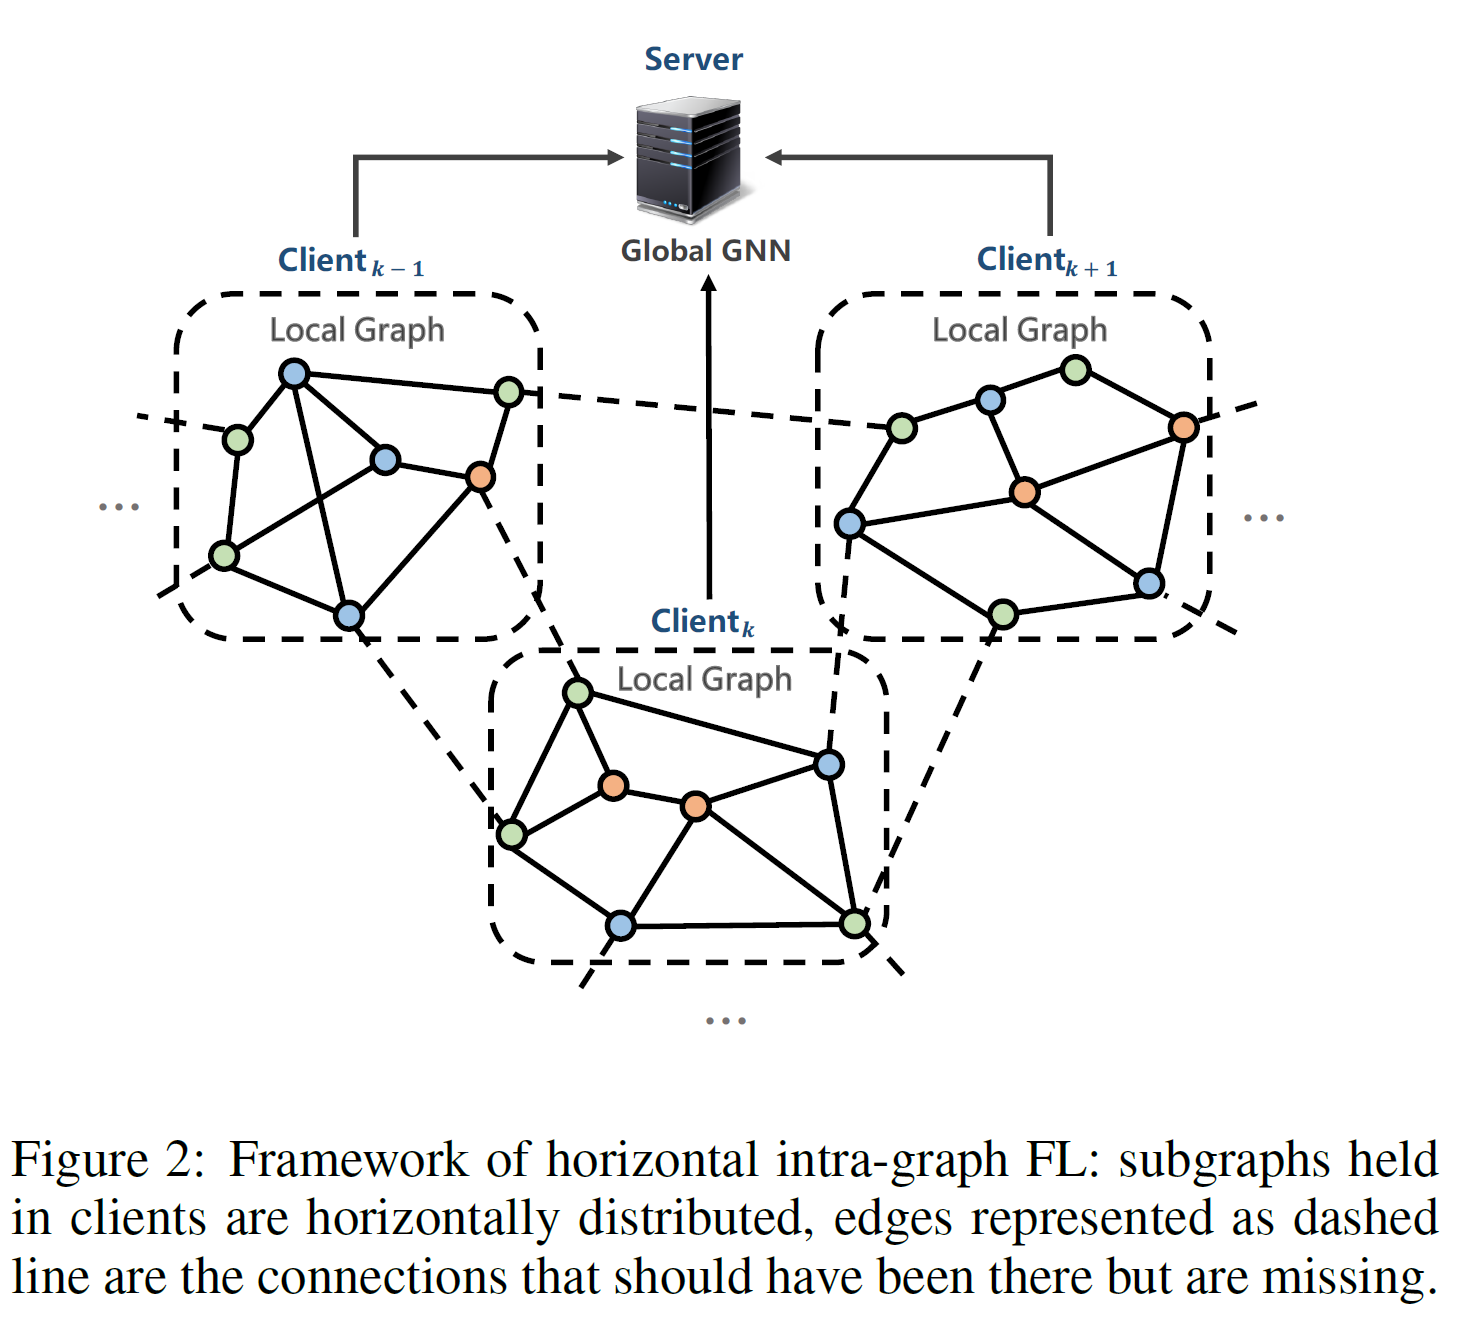 Server
Global GNN
Client k − 1
Client k + 1
Local Graph
Local Graph
...
...
Client k
Local Graph
...
Figure 2: Framework of horizontal intra-graph FL: subgraphs held
in clients are horizontally distributed, edges represented as dashed
line are the connections that should have been there but are missing.